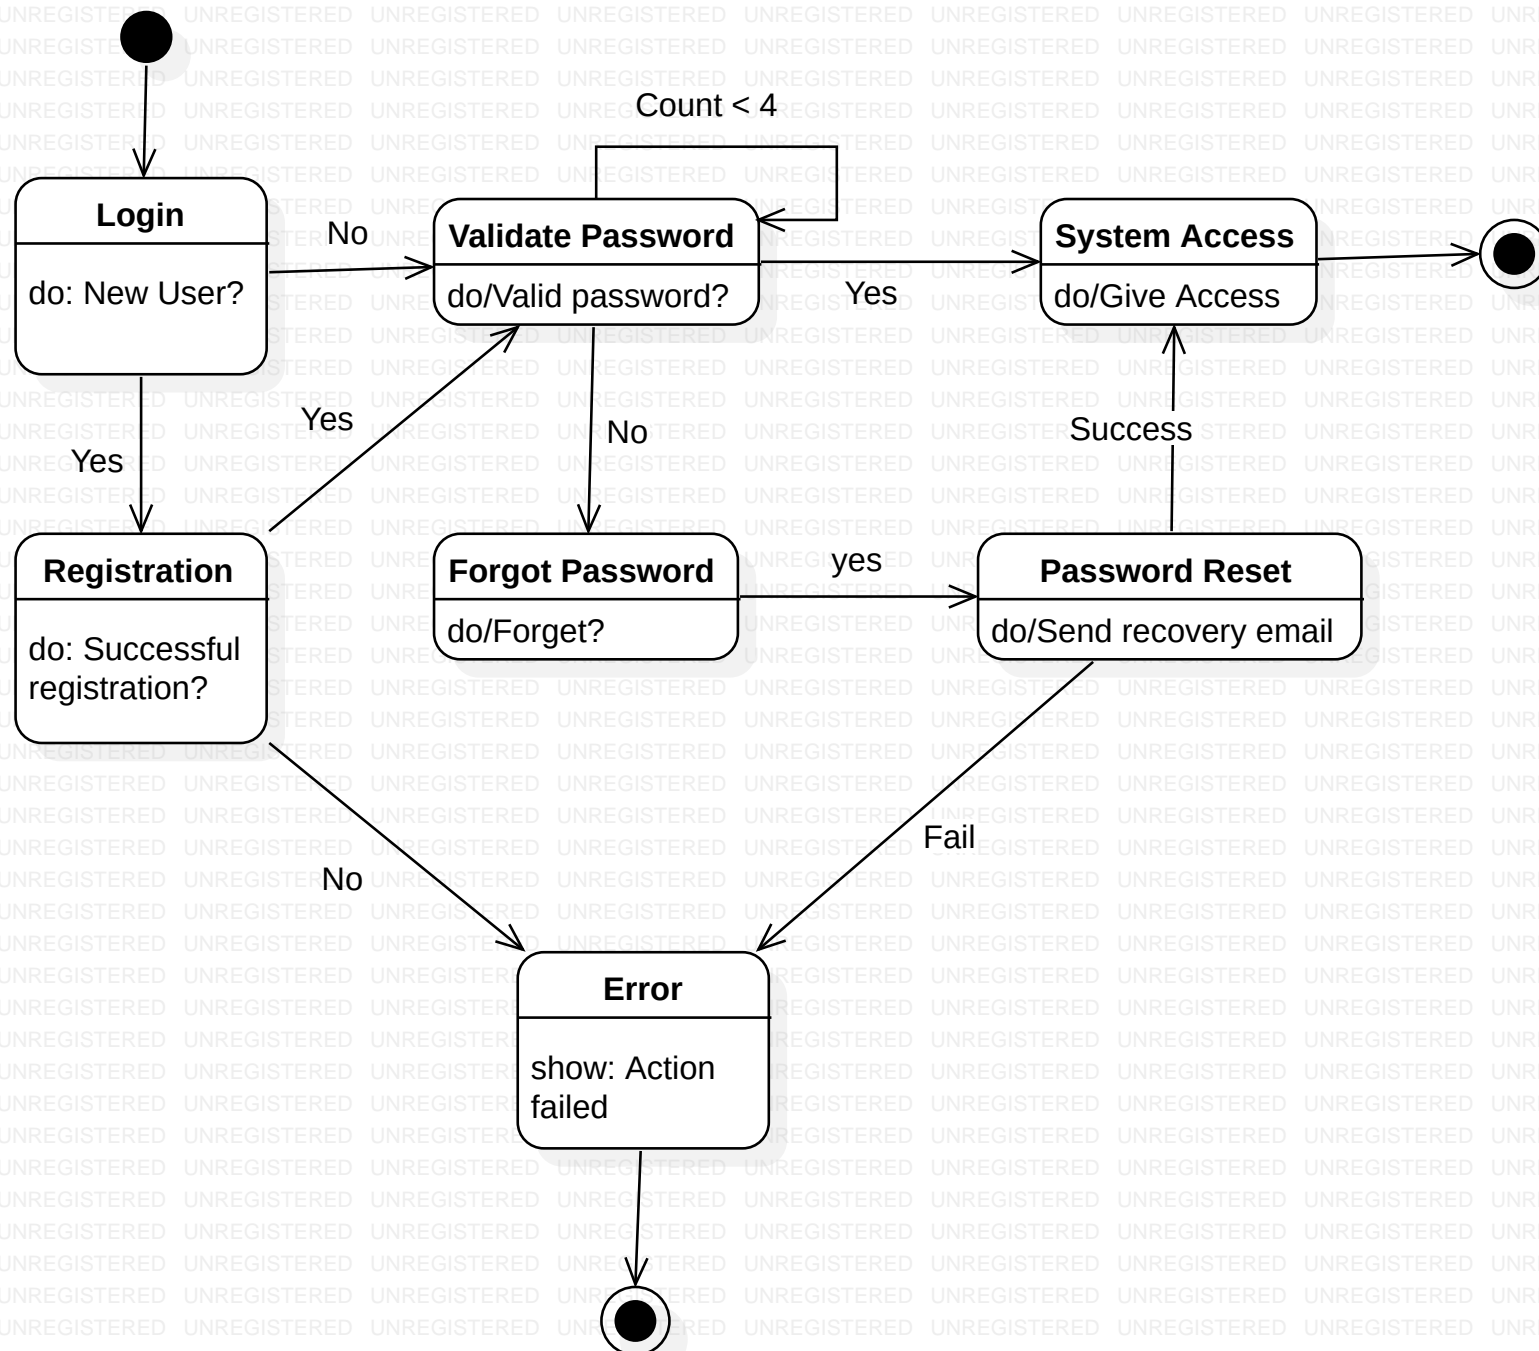 Count < 4
Login
do: New User?
No
Validate Password
do/Valid password?
Yes
System Access
do/Give Access
Yes
Yes
No
Success
Registration
do: Successful
registration?
Forgot Password
do/Forget?
yes
Password Reset
do/Send recovery email
No
Fail
Error
show: Action
failed
UNREGISTERED